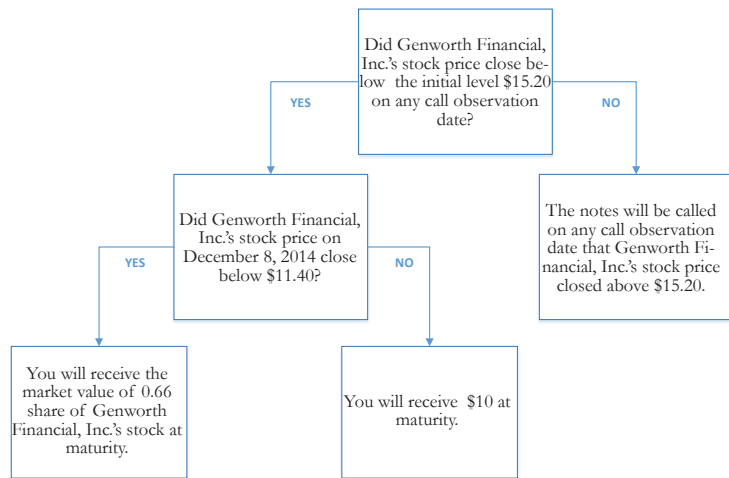 Did Genworth Financial,
Inc.'s stock price close be-
low the initial level $15.20
on any call observation
date?
YES
NO
Did Genworth Financial,
Inc.'s stock price on
December 8, 2014 close
below $11.40?
The notes will be called
on any call observation
date that Genworth Fi-
nancial, Inc.'s stock price
closed above $15.20.
YES
NO
You will receive the
market value of 0.66
share of Genworth
Financial, Inc.'s stock at
maturity.
You will receive $10 at
maturity.